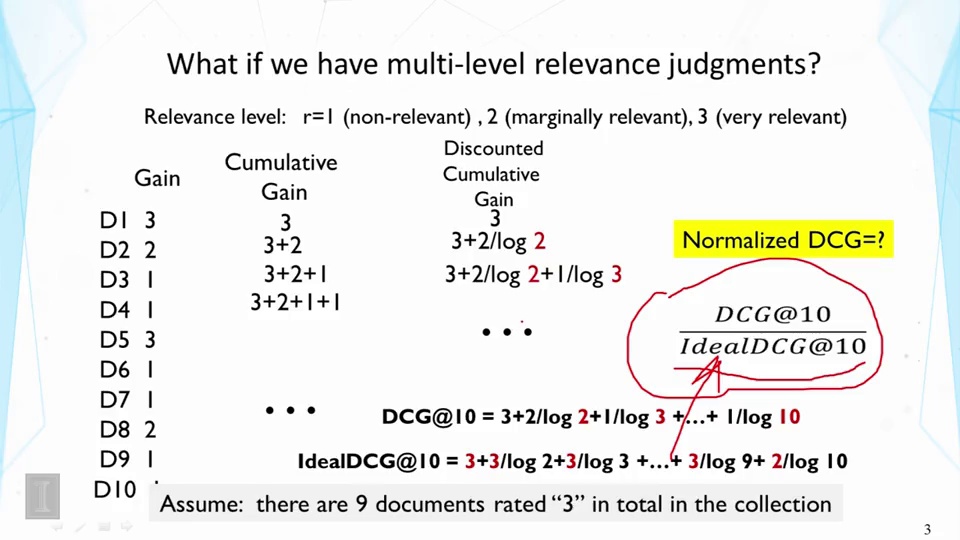 What if we have multi-level relevance judgments?
Relevance level: r=1 (non-relevant) , 2 (marginally relevant), 3 (very relevant)
Gain
Cumulative
Gain
Discounted
Cumulative
Gain
D1 3
3
3
D2 2
3+2
3+2/log 2
D3 1
3+2+1
3+2/log 2+1/log 3
D4 1
3+2+1+1
D5 3
...
D6 1
D7 1
...
D8 2
D9 1
D10
Normalized DCG=?
DCG@10
IdealDCG@10
DCG@10 = 3+2/log 2+1/log 3 +...+ 1/log 10
IdealDCG@10 = 3+3/log 2+3/log 3 +...+ 3/log 9+ 2/log 10
Assume: there are 9 documents rated "3" in total in the collection
I
3